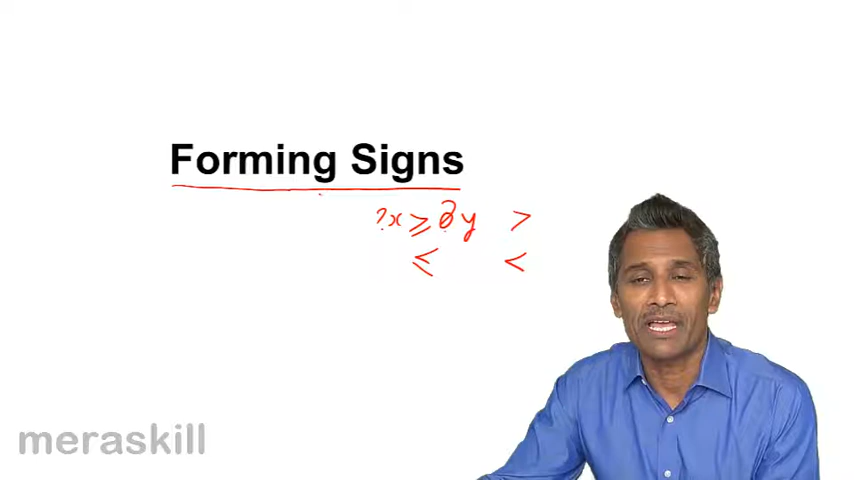 Forming Signs
?x ≥ ?y >
≤ <
meraskill